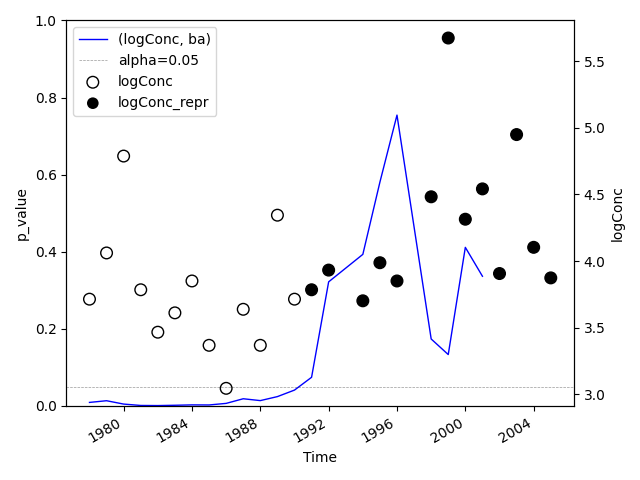 (logConc, ba)
alpha=0.05
logConc
logConc_repr
p_value
1.0
0.8
0.6
0.4
0.2
0.0
5.5
5.0
4.5
4.0
3.5
3.0
logConc
1980
1984
1988
1992
1996
2000
2004
Time